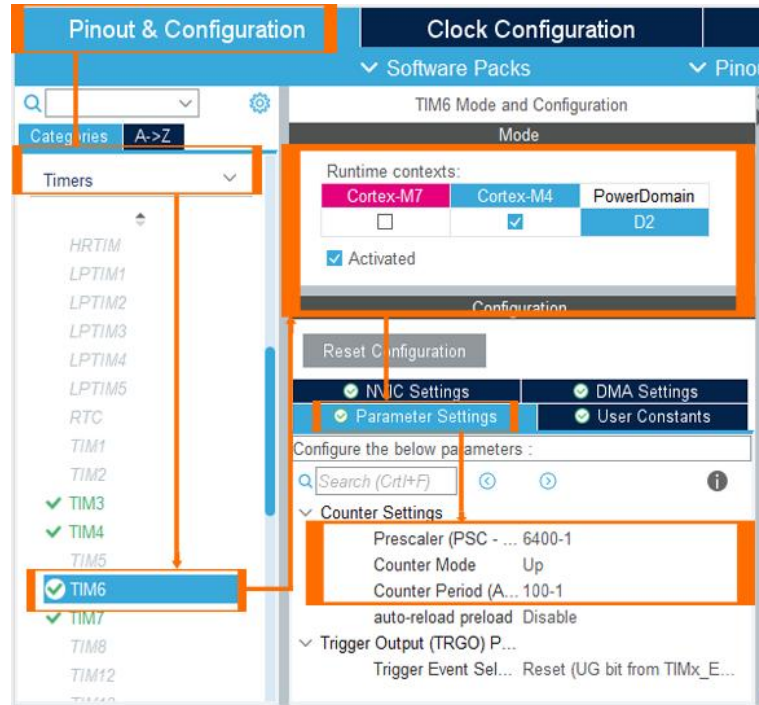 Pinout & Configuration
Clock Configuration
Software Packs
Pino
Categories
A->Z
Timers
HRTIM
LPTIM1
LPTIM2
LPTIM3
LPTIM4
LPTIM5
RTC
TIM1
TIM2
TIM3
TIM4
TIM5
TIM6
TIM7
TIM8
TIM12
TIM6 Mode and Configuration
Mode
Runtime contexts:
Cortex-M7 Cortex-M4 PowerDomain
D2
Activated
Configuration
Reset Configuration
NVIC Settings
DMA Settings
Parameter Settings
User Constants
Configure the below parameters :
Search (Crtl+F)
Counter Settings
Prescaler (PSC - ... 6400-1
Counter Mode Up
Counter Period (A... 100-1
auto-reload preload Disable
Trigger Output (TRGO) P...
Trigger Event Sel... Reset (UG bit from TIMx_E...